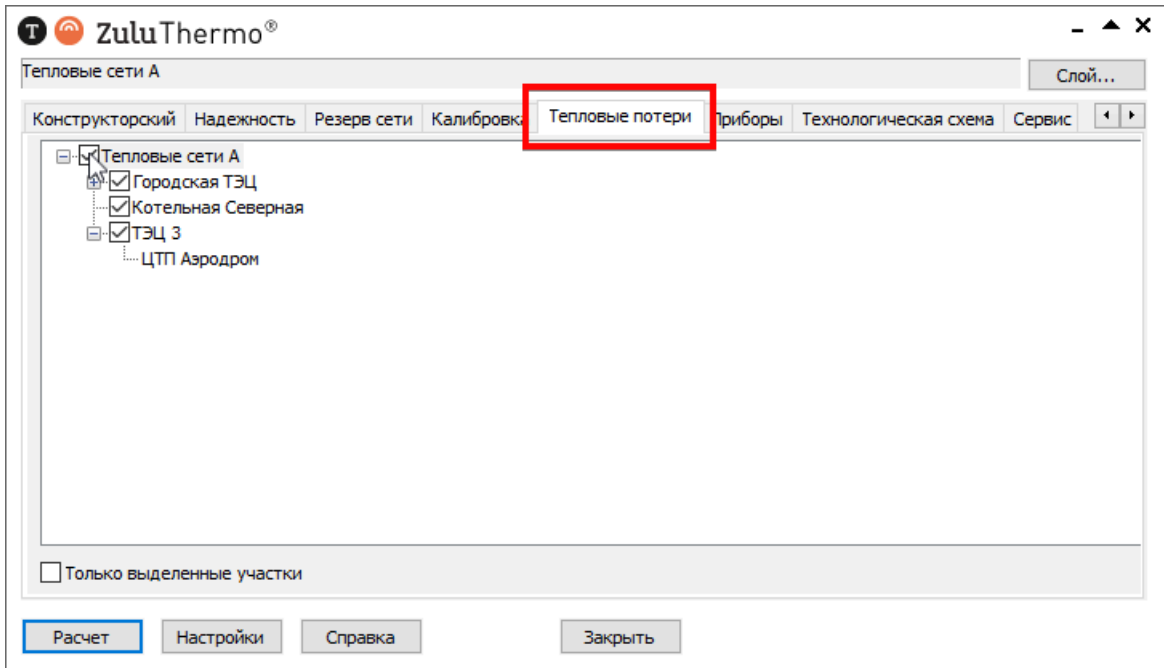 ZuluThermo®
Тепловые сети А
Слой...
Конструкторский Надежность Резерв сети Калибровка Тепловые потери Приборы Технологическая схема Сервис
Тепловые сети А
Городская ТЭЦ
Котельная Северная
ТЭЦ 3
ЦТП Аэродром
Только выделенные участки
Расчет Настройки Справка Закрыть